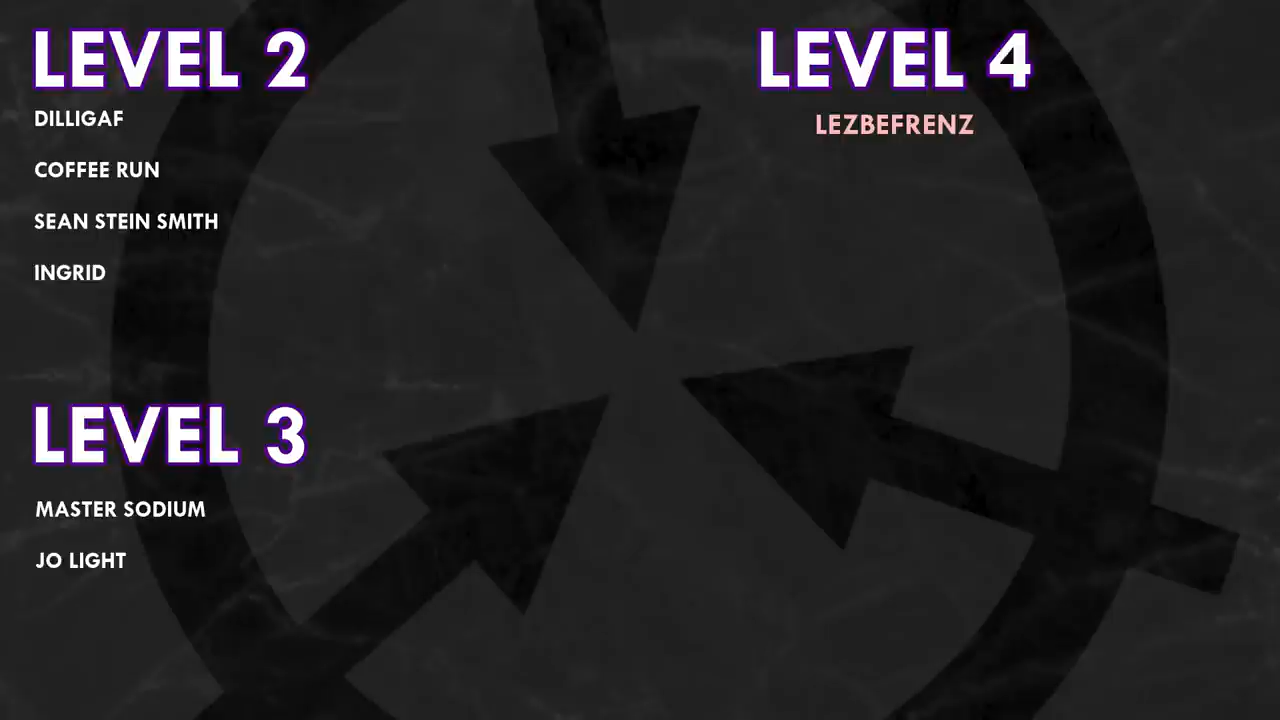 LEVEL 2
DILLIGAF
COFFEE RUN
SEAN STEIN SMITH
INGRID
LEVEL 3
MASTER SODIUM
JO LIGHT
LEVEL 4
LEZBEFRENZ